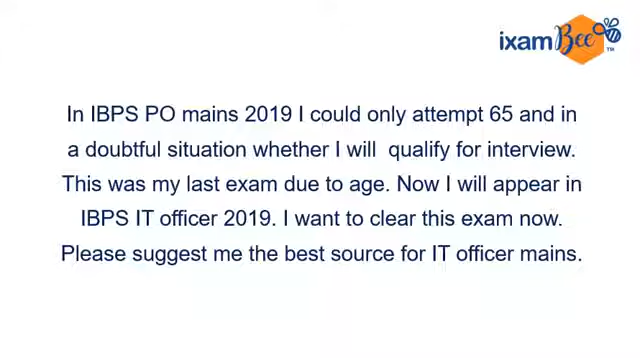 ixamBee™
In IBPS PO mains 2019 I could only attempt 65 and in
a doubtful situation whether I will qualify for interview.
This was my last exam due to age. Now I will appear in
IBPS IT officer 2019. I want to clear this exam now.
Please suggest me the best source for IT officer mains.